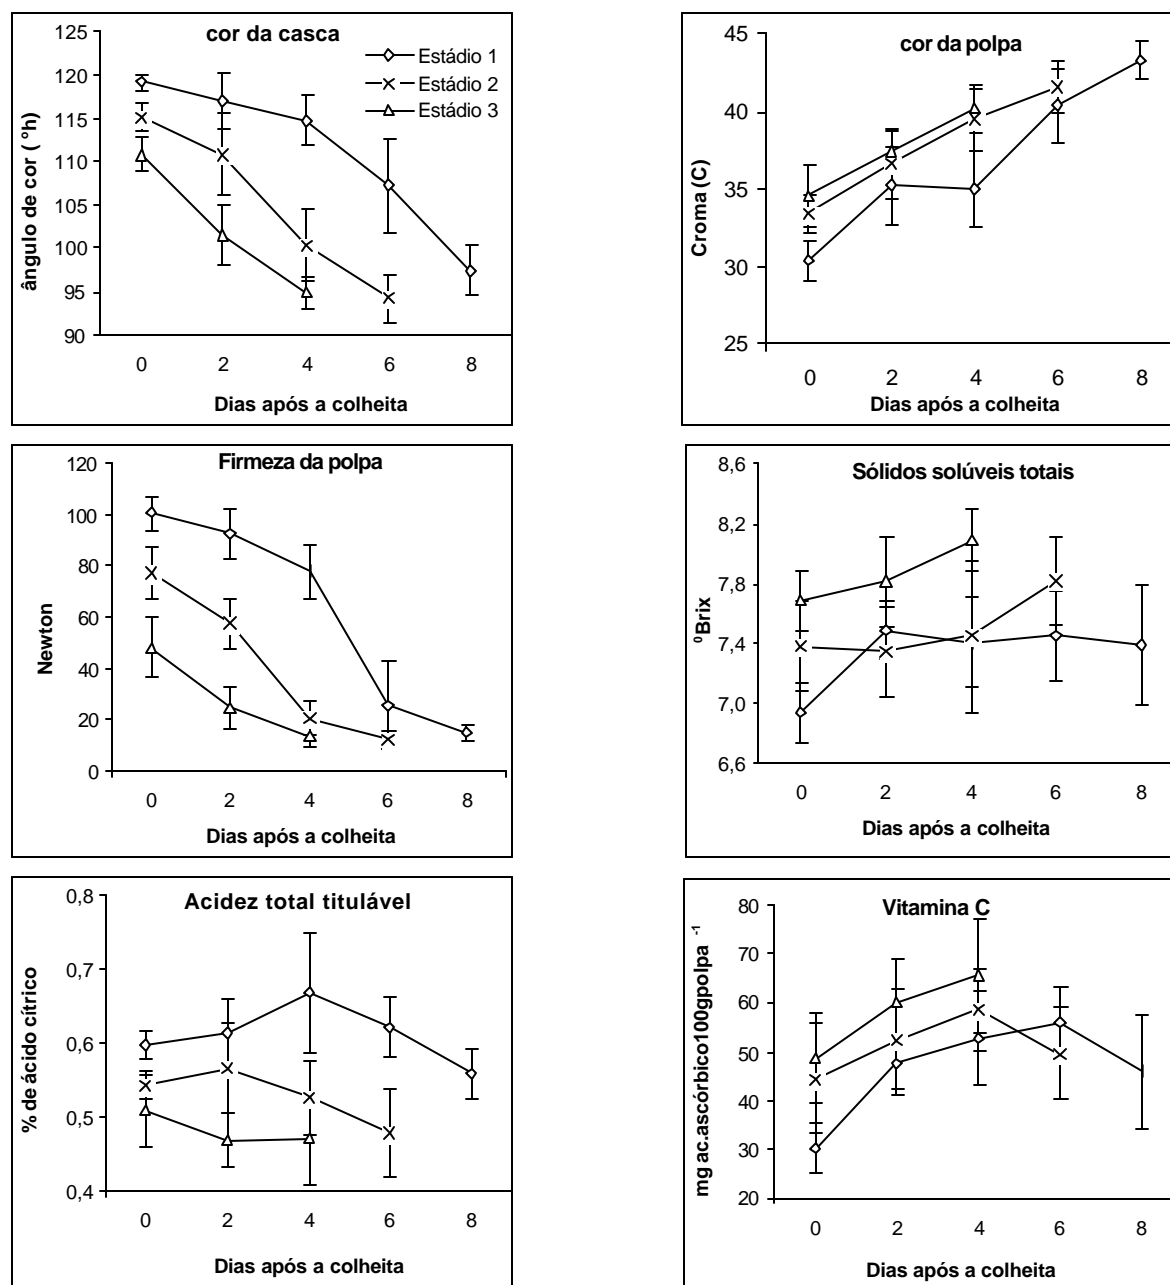 cor da casca
Estádio 1
Estádio 2
Estádio 3
ângulo de cor ( °h)
125
120
115
110
105
100
95
90
0 2 4 6 8
Dias após a colheita
cor da polpa
Croma (C)
45
40
35
30
25
0 2 4 6 8
Dias após a colheita
Firmeza da polpa
Newton
120
100
80
60
40
20
0
0 2 4 6 8
Dias após a colheita
Sólidos solúveis totais
⁰Brix
8,6
8,2
7,8
7,4
7,0
6,6
0 2 4 6 8
Dias após a colheita
Acidez total titulável
% de ácido cítrico
0,8
0,7
0,6
0,5
0,4
0 2 4 6 8
Dias após a colheita
Vitamina C
mg ac.ascórbico100gpolpa ⁻¹
80
70
60
50
40
30
20
0 2 4 6 8
Dias após a colheita